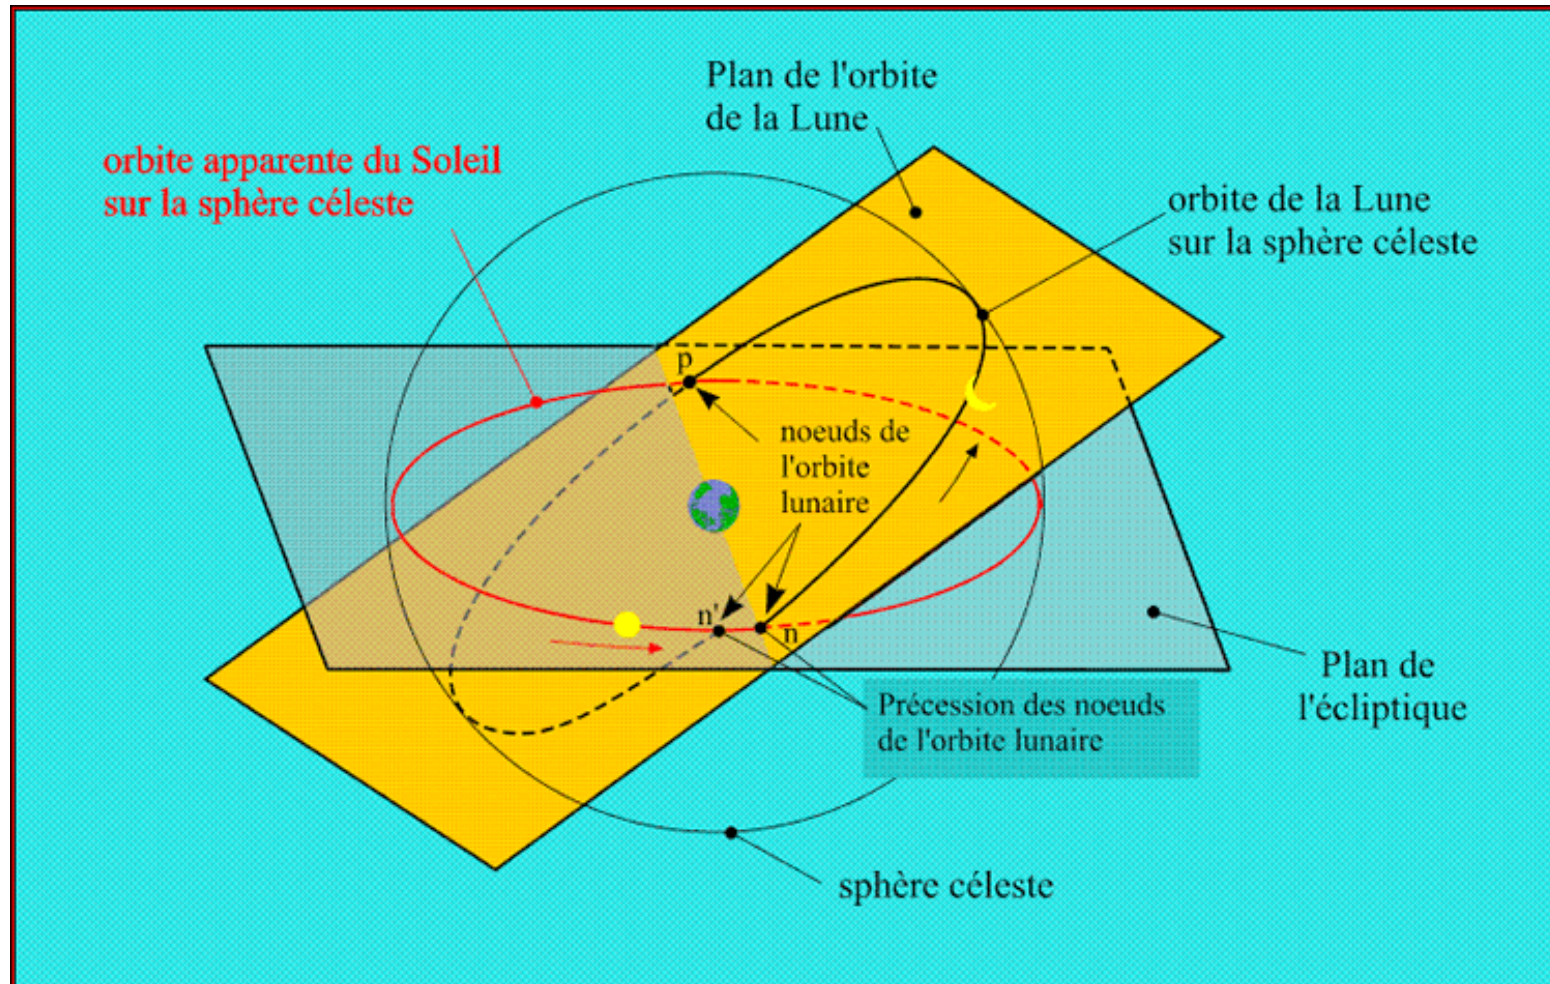 Plan de l'orbite
de la Lune
orbite apparente du Soleil
sur la sphère céleste
orbite de la Lune
sur la sphère céleste
p
noeuds de
l'orbite
lunaire
n'
n
Plan de
l'écliptique
Précession des noeuds
de l'orbite lunaire
sphère céleste